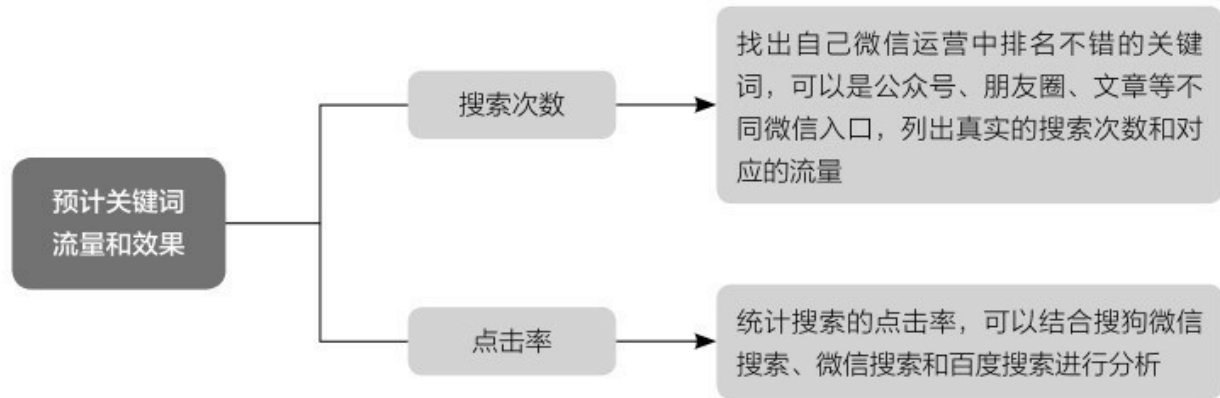 预计关键词
流量和效果
搜索次数
找出自己微信运营中排名不错的关键
词，可以是公众号、朋友圈、文章等不
同微信入口，列出真实的搜索次数和对
应的流量
点击率
统计搜索的点击率，可以结合搜狗微信
搜索、微信搜索和百度搜索进行分析